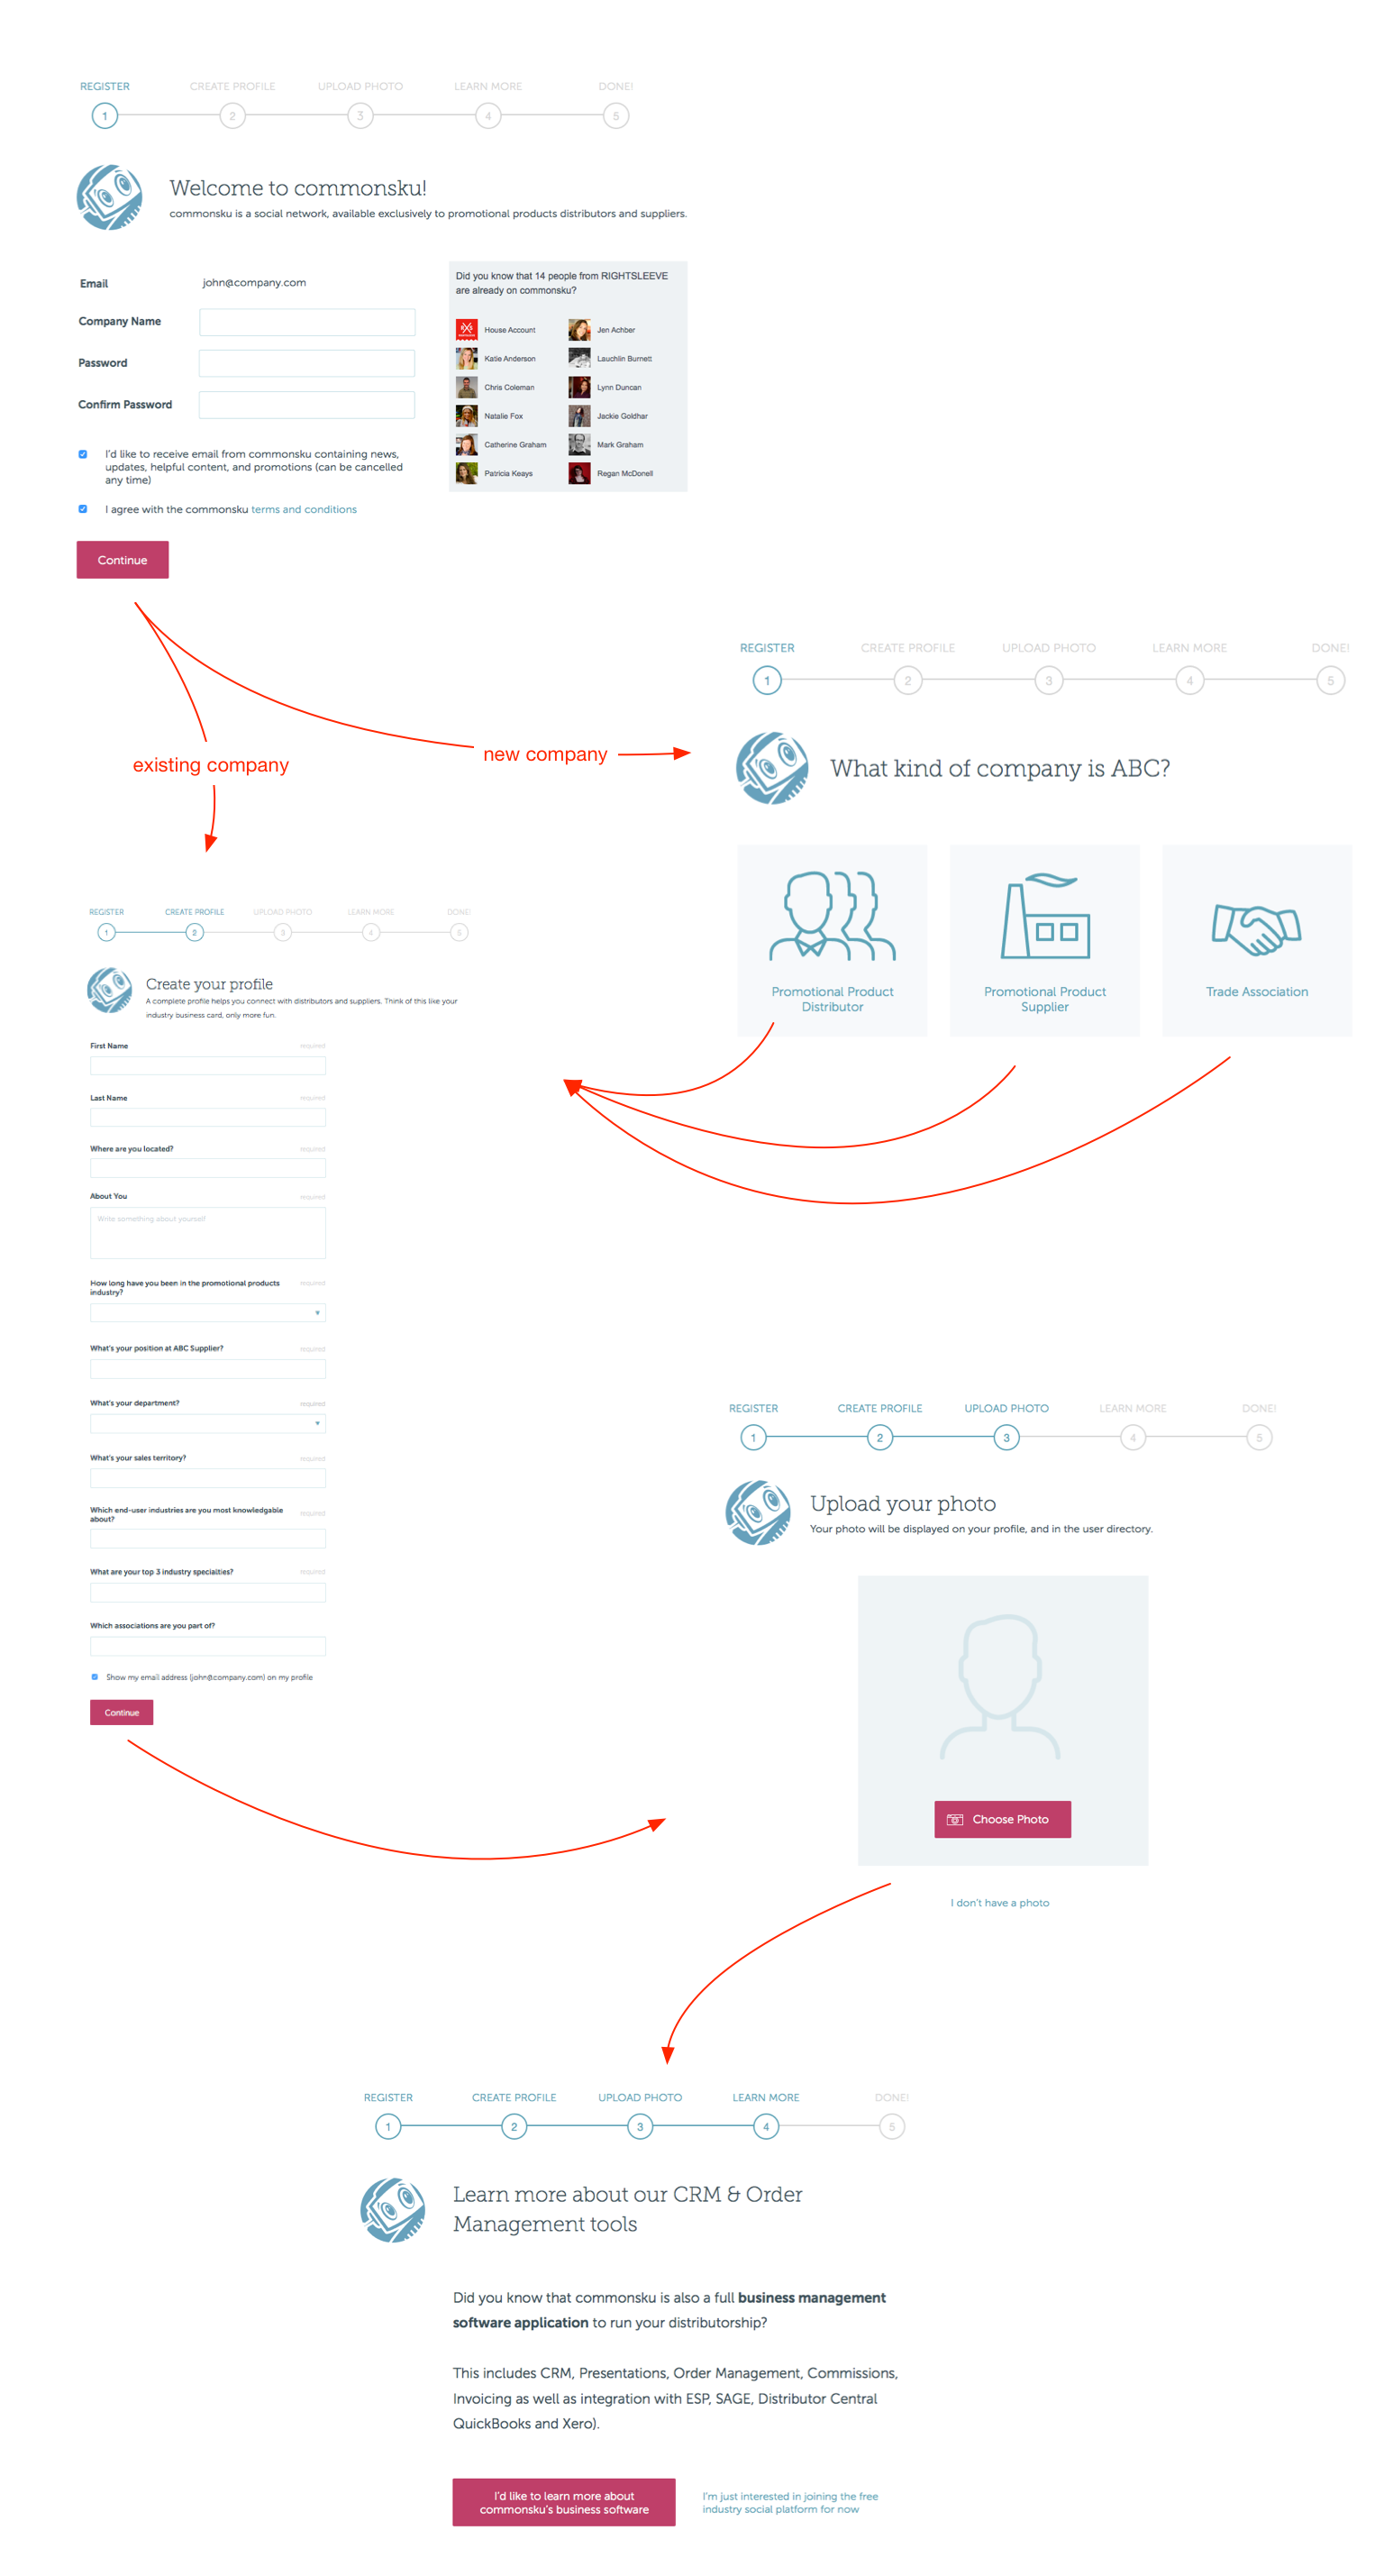 REGISTER CREATE PROFILE UPLOAD PHOTO LEARN MORE DONE!
1 2 3 4 5
Welcome to commonsku!
commonsku is a social network, available exclusively to promotional products distributors and suppliers.
Email john@company.com
Company Name
Password
Confirm Password
I'd like to receive email from commonsku containing news,
updates, helpful content, and promotions (can be cancelled
any time)
I agree with the commonsku terms and conditions
Continue
Did you know that 14 people from RIGHTSLEEVE
are already on commonsku?
House Account Jen Achber
Katie Anderson Lauchlin Burnett
Chris Coleman Lynn Duncan
Natalie Fox Jackie Goldhar
Catherine Graham Mark Graham
Patricia Keays Regan McDonell
existing company
new company
REGISTER CREATE PROFILE UPLOAD PHOTO LEARN MORE DONE!
1 2 3 4 5
What kind of company is ABC?
Promotional Product
Distributor
Promotional Product
Supplier
Trade Association
REGISTER CREATE PROFILE UPLOAD PHOTO LEARN MORE DONE!
1 2 3 4 5
Create your profile
A complete profile helps you connect with distributors and suppliers. Think of this like your
industry business card, only more fun.
First Name required
Last Name required
Where are you located? required
About You required
Write something about yourself
How long have you been in the promotional products required
industry?
What's your position at ABC Supplier? required
What's your department? required
What's your sales territory? required
Which end-user industries are you most knowledgable required
about?
What are your top 3 industry specialties? required
Which associations are you part of?
Show my email address (john@company.com) on my profile
Continue
REGISTER CREATE PROFILE UPLOAD PHOTO LEARN MORE DONE!
1 2 3 4 5
Upload your photo
Your photo will be displayed on your profile, and in the user directory.
Choose Photo
I don't have a photo
REGISTER CREATE PROFILE UPLOAD PHOTO LEARN MORE DONE!
1 2 3 4 5
Learn more about our CRM & Order
Management tools
Did you know that commonsku is also a full business management
software application to run your distributorship?
This includes CRM, Presentations, Order Management, Commissions,
Invoicing as well as integration with ESP, SAGE, Distributor Central
QuickBooks and Xero).
I'd like to learn more about
commonsku's business software
I'm just interested in joining the free
industry social platform for now